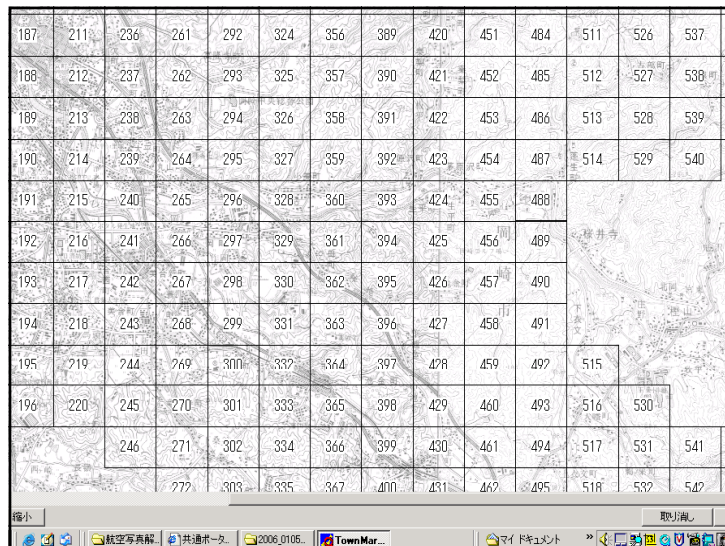 187 211 236 261 292 324 356 389 420 451 484 511 526 537
188 212 237 262 293 325 357 390 421 452 485 512 527 538
189 213 238 263 294 326 358 391 422 453 486 513 528 539
190 214 239 264 295 327 359 392 423 454 487 514 529 540
191 215 240 265 296 328 360 393 424 455 488
192 216 241 266 297 329 361 394 425 456 489
岡崎市
桜井寺
193 217 242 267 298 330 362 395 426 457 490
194 218 243 268 299 331 363 396 427 458 491
195 219 244 269 300 332 364 397 428 459 492 515
196 220 245 270 301 333 365 398 429 460 493 516 530
246 271 302 334 366 399 430 461 494 517 531 541
272 303 335 367 400 431 462 495 518 532 542
縮小 取り消し
航空写真解.. 共通ポータ.. 2006_0105.. TownMar... マイ ドキュメント »